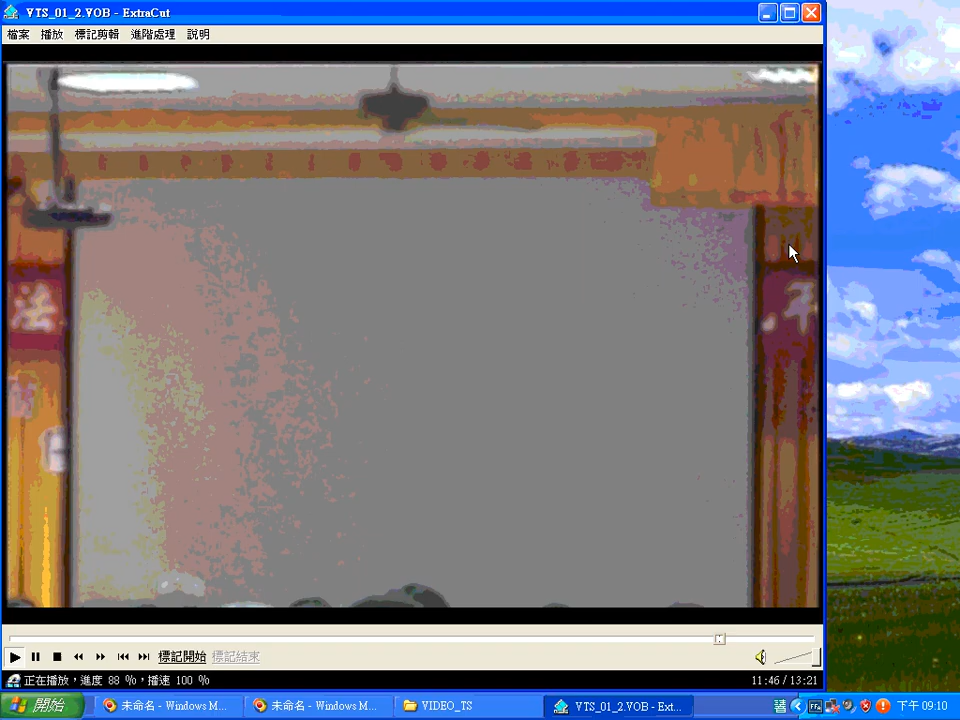 VTS_01_2.VOB - ExtraCut
檔案 播放 標記剪輯 進階處理 說明
法
標記開始 標記結束
正在播放，進度 88 %，播速 100 %
11:46 / 13:21
開始
未命名 - Windows M...
未命名 - Windows M...
VIDEO_TS
VTS_01_2.VOB - Ext...
下午 09:10